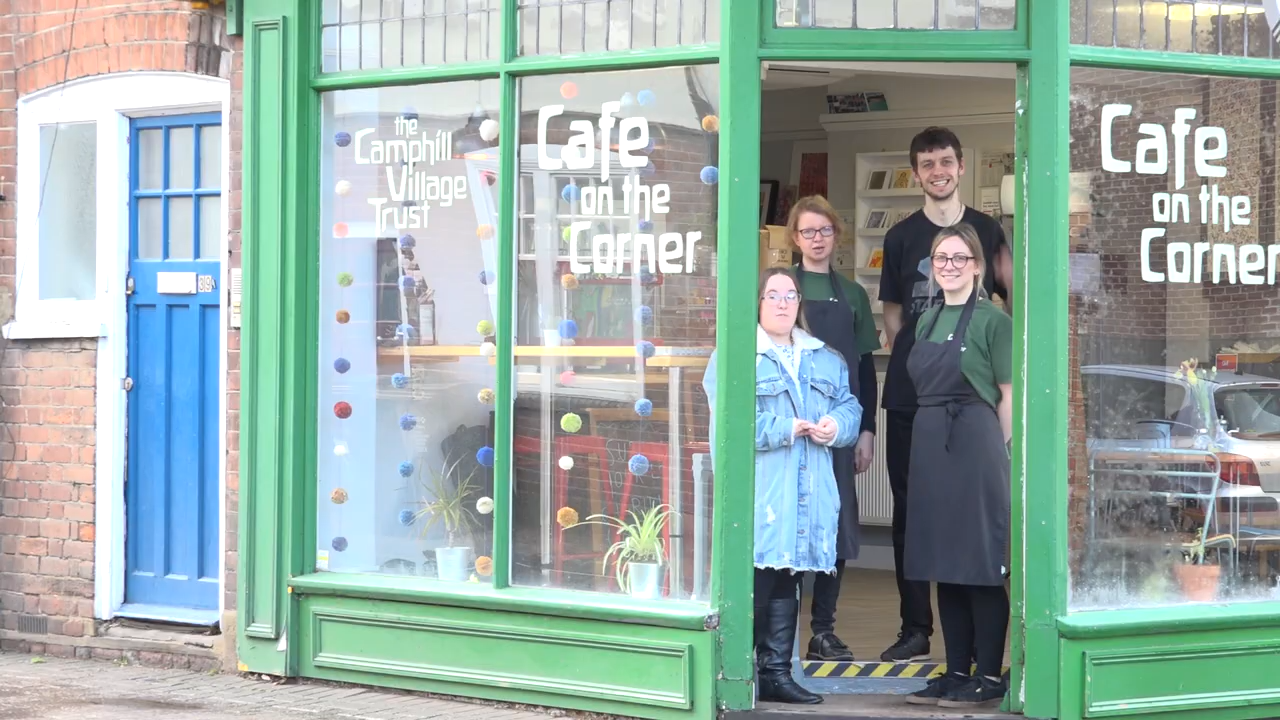 the
Camphill
Village
Trust
Cafe
on the
Corner
Cafe
on the
Corner